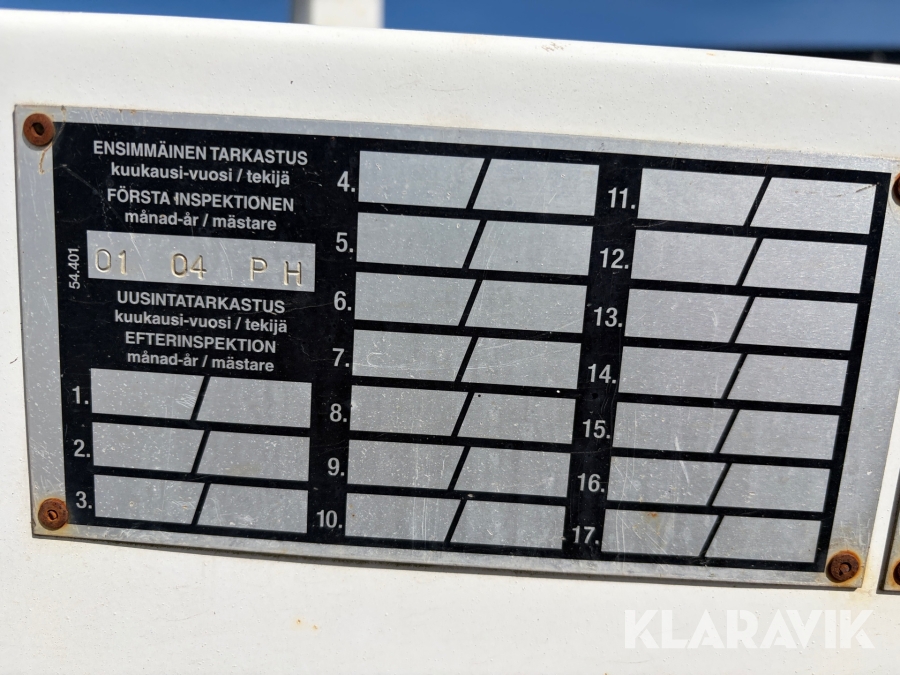 ENSIMMÄINEN TARKASTUS
kuukausi-vuosi / tekijä
FÖRSTA INSPEKTIONEN
månad-år / mästare
01 04 PH
54.401
UUSINTATARKASTUS
kuukausi-vuosi / tekijä
EFTERINSPEKTION
månad-år / mästare
1.
2.
3.
4.
5.
6.
7.
8.
9.
10.
11.
12.
13.
14.
15.
16.
17.
KLARAVIK